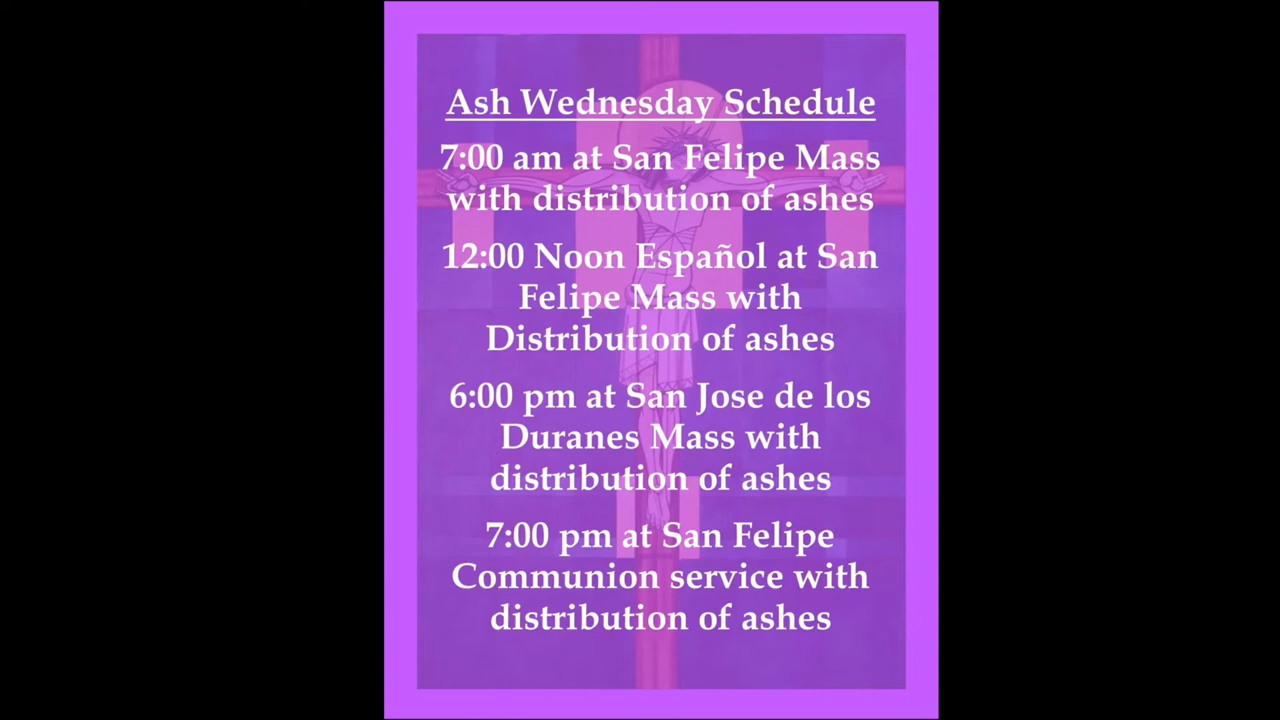 Ash Wednesday Schedule
7:00 am at San Felipe Mass
with distribution of ashes
12:00 Noon Español at San
Felipe Mass with
Distribution of ashes
6:00 pm at San Jose de los
Duranes Mass with
distribution of ashes
7:00 pm at San Felipe
Communion service with
distribution of ashes